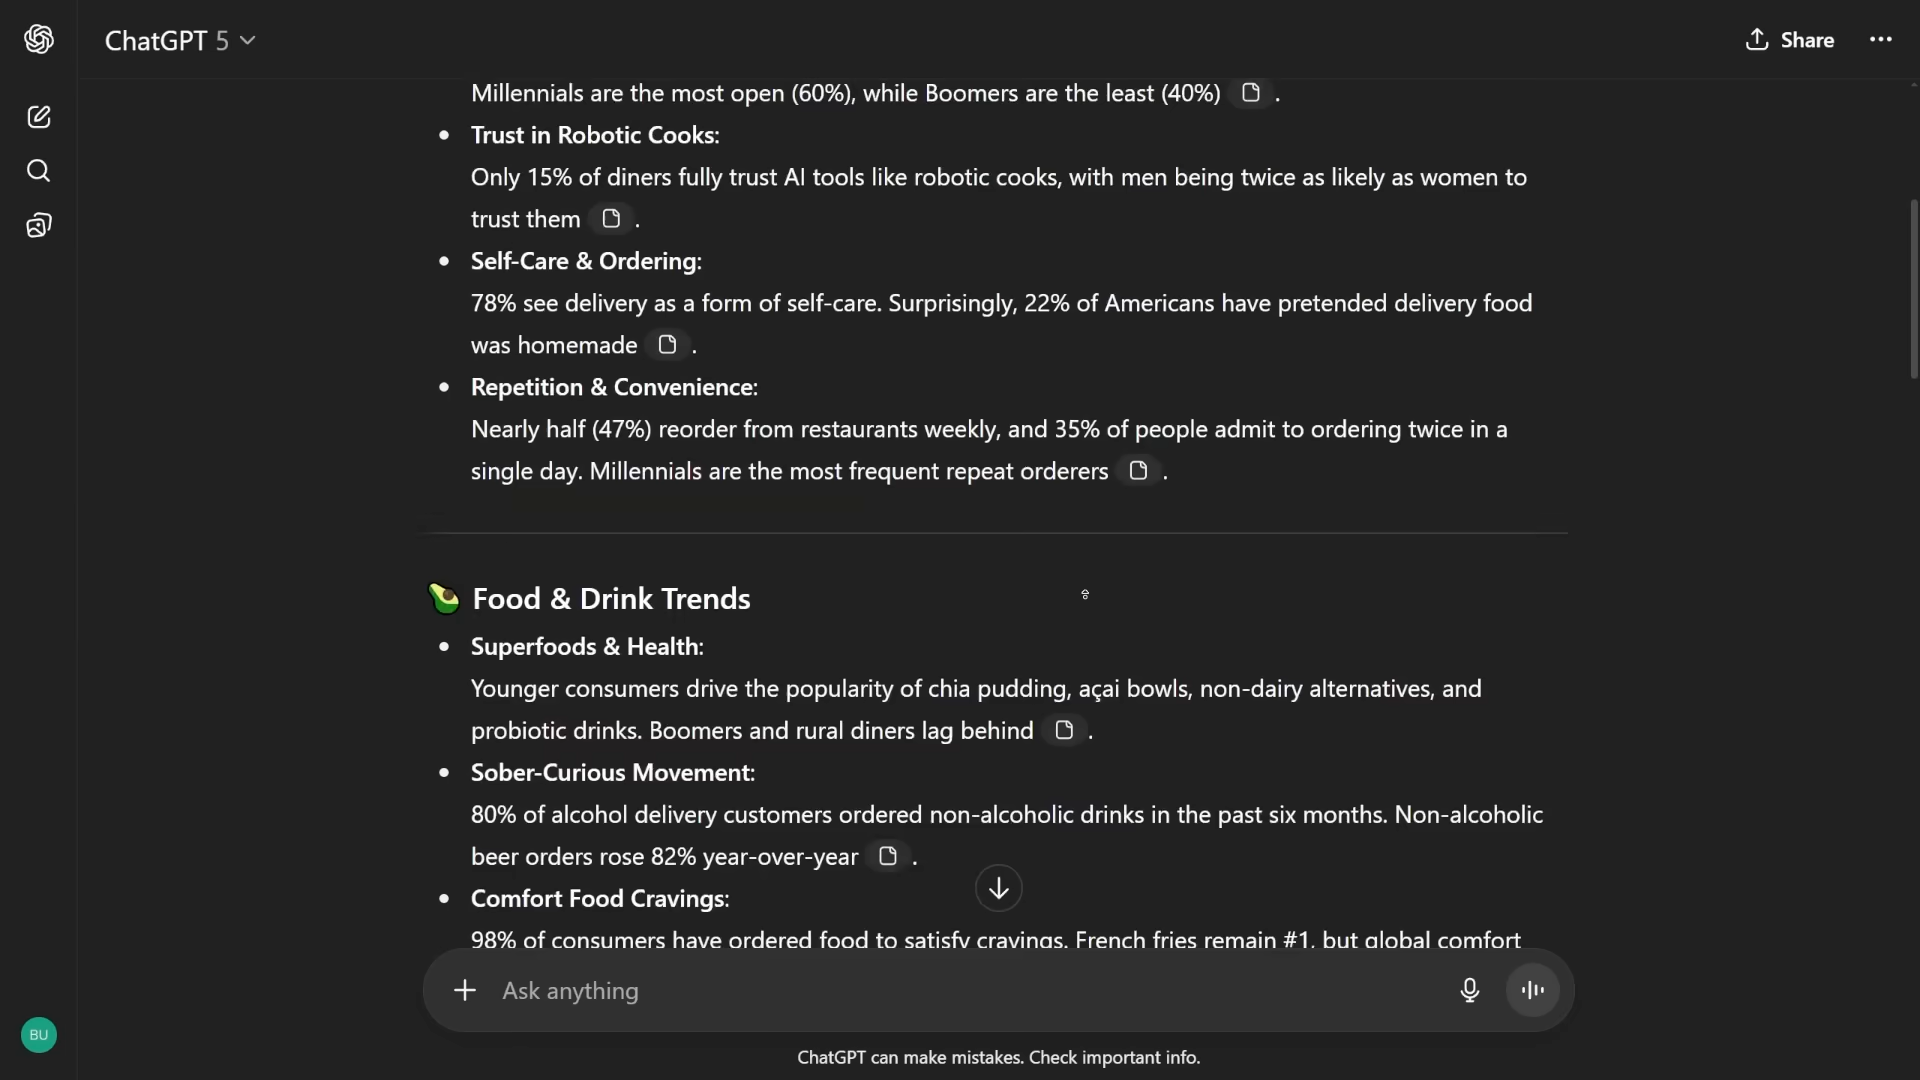 ChatGPT 5
Share
Millennials are the most open (60%), while Boomers are the least (40%) .
• Trust in Robotic Cooks:
Only 15% of diners fully trust AI tools like robotic cooks, with men being twice as likely as women to
trust them .
• Self-Care & Ordering:
78% see delivery as a form of self-care. Surprisingly, 22% of Americans have pretended delivery food
was homemade .
• Repetition & Convenience:
Nearly half (47%) reorder from restaurants weekly, and 35% of people admit to ordering twice in a
single day. Millennials are the most frequent repeat orderers .
🥑 Food & Drink Trends
• Superfoods & Health:
Younger consumers drive the popularity of chia pudding, açai bowls, non-dairy alternatives, and
probiotic drinks. Boomers and rural diners lag behind .
• Sober-Curious Movement:
80% of alcohol delivery customers ordered non-alcoholic drinks in the past six months. Non-alcoholic
beer orders rose 82% year-over-year .
• Comfort Food Cravings:
98% of consumers have ordered food to satisfy cravings. French fries remain #1, but global comfort
Ask anything
BU
ChatGPT can make mistakes. Check important info.